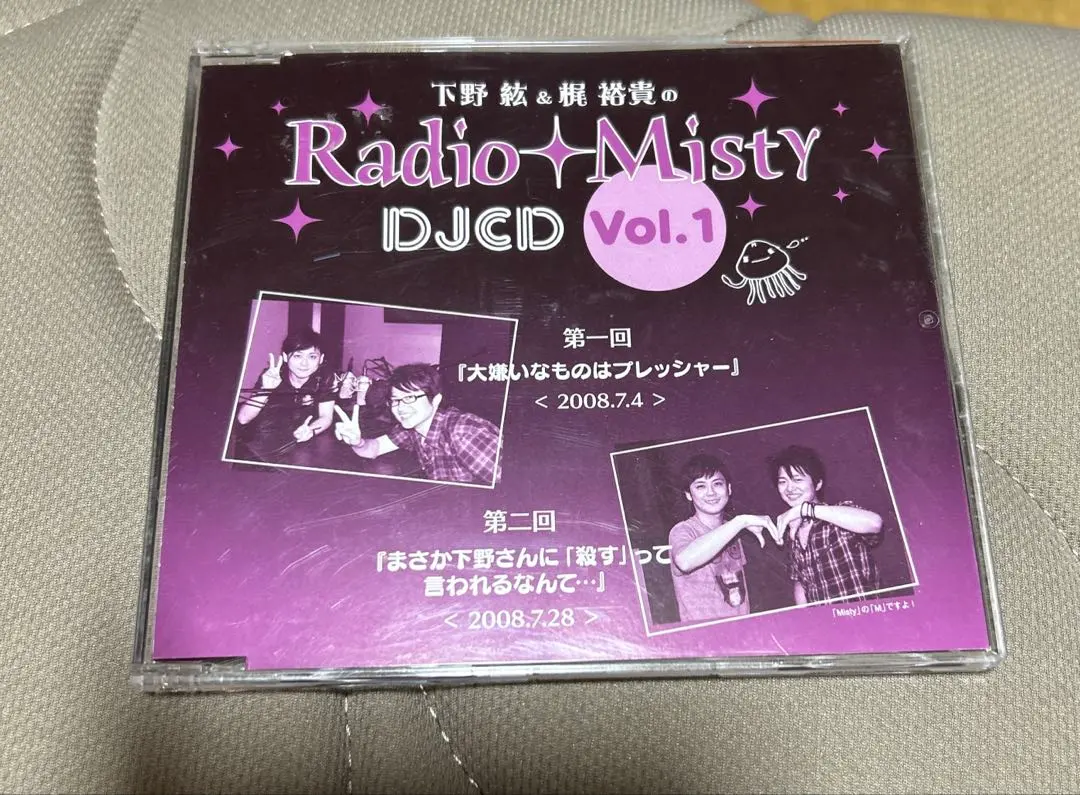 下野 紘 & 梶 裕貴の
Radio Misty
DJCD Vol.1
第一回
『大嫌いなものはプレッシャー』
< 2008.7.4 >
第二回
『まさか下野さんに「殺す」って
言われるなんて…』
< 2008.7.28 >
「Misty」の「M」ですよ！